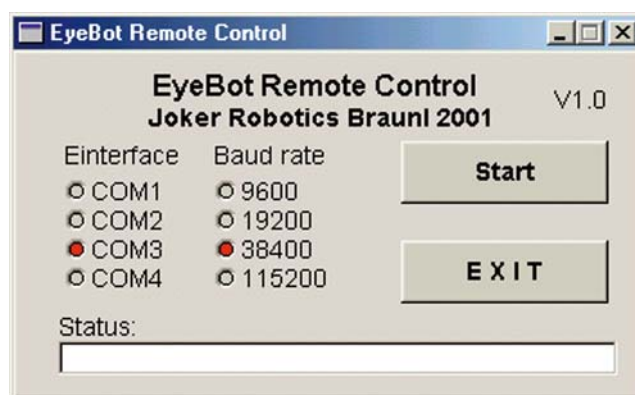 EyeBot Remote Control
EyeBot Remote Control
V1.0
Joker Robotics Braunl 2001
Einterface Baud rate
Start
COM1 9600
COM2 19200
COM3 38400
COM4 115200
E X I T
Status: